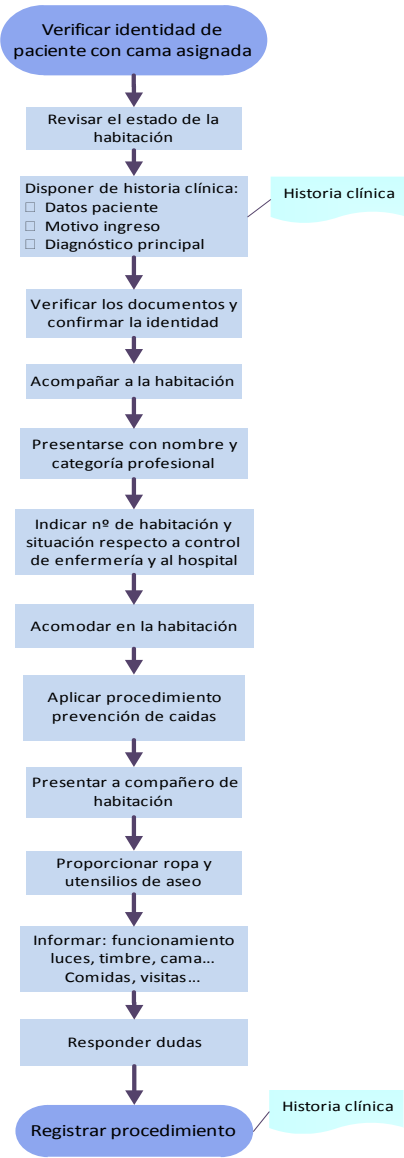 Verificar identidad de
paciente con cama asignada
Revisar el estado de la
habitación
Disponer de historia clínica:
□ Datos paciente
□ Motivo ingreso
□ Diagnóstico principal
Historia clínica
Verificar los documentos y
confirmar la identidad
Acompañar a la habitación
Presentarse con nombre y
categoría profesional
Indicar nº de habitación y
situación respecto a control
de enfermería y al hospital
Acomodar en la habitación
Aplicar procedimiento
prevención de caidas
Presentar a compañero de
habitación
Proporcionar ropa y
utensilios de aseo
Informar: funcionamiento
luces, timbre, cama...
Comidas, visitas...
Responder dudas
Historia clínica
Registrar procedimiento